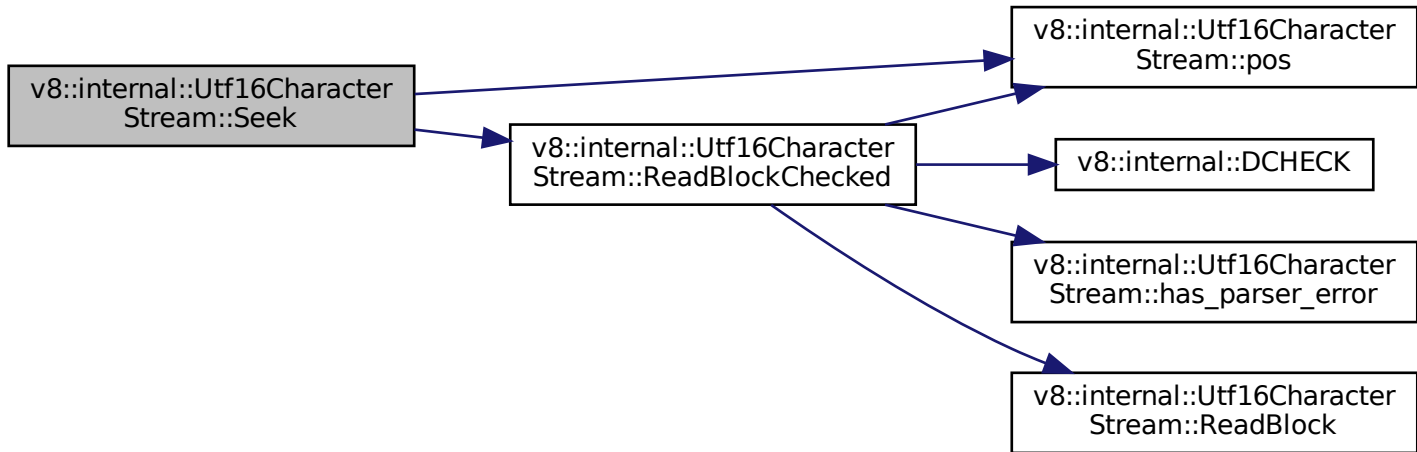 v8::internal::Utf16Character
Stream::Seek
v8::internal::Utf16Character
Stream::ReadBlockChecked
v8::internal::Utf16Character
Stream::pos
v8::internal::DCHECK
v8::internal::Utf16Character
Stream::has_parser_error
v8::internal::Utf16Character
Stream::ReadBlock